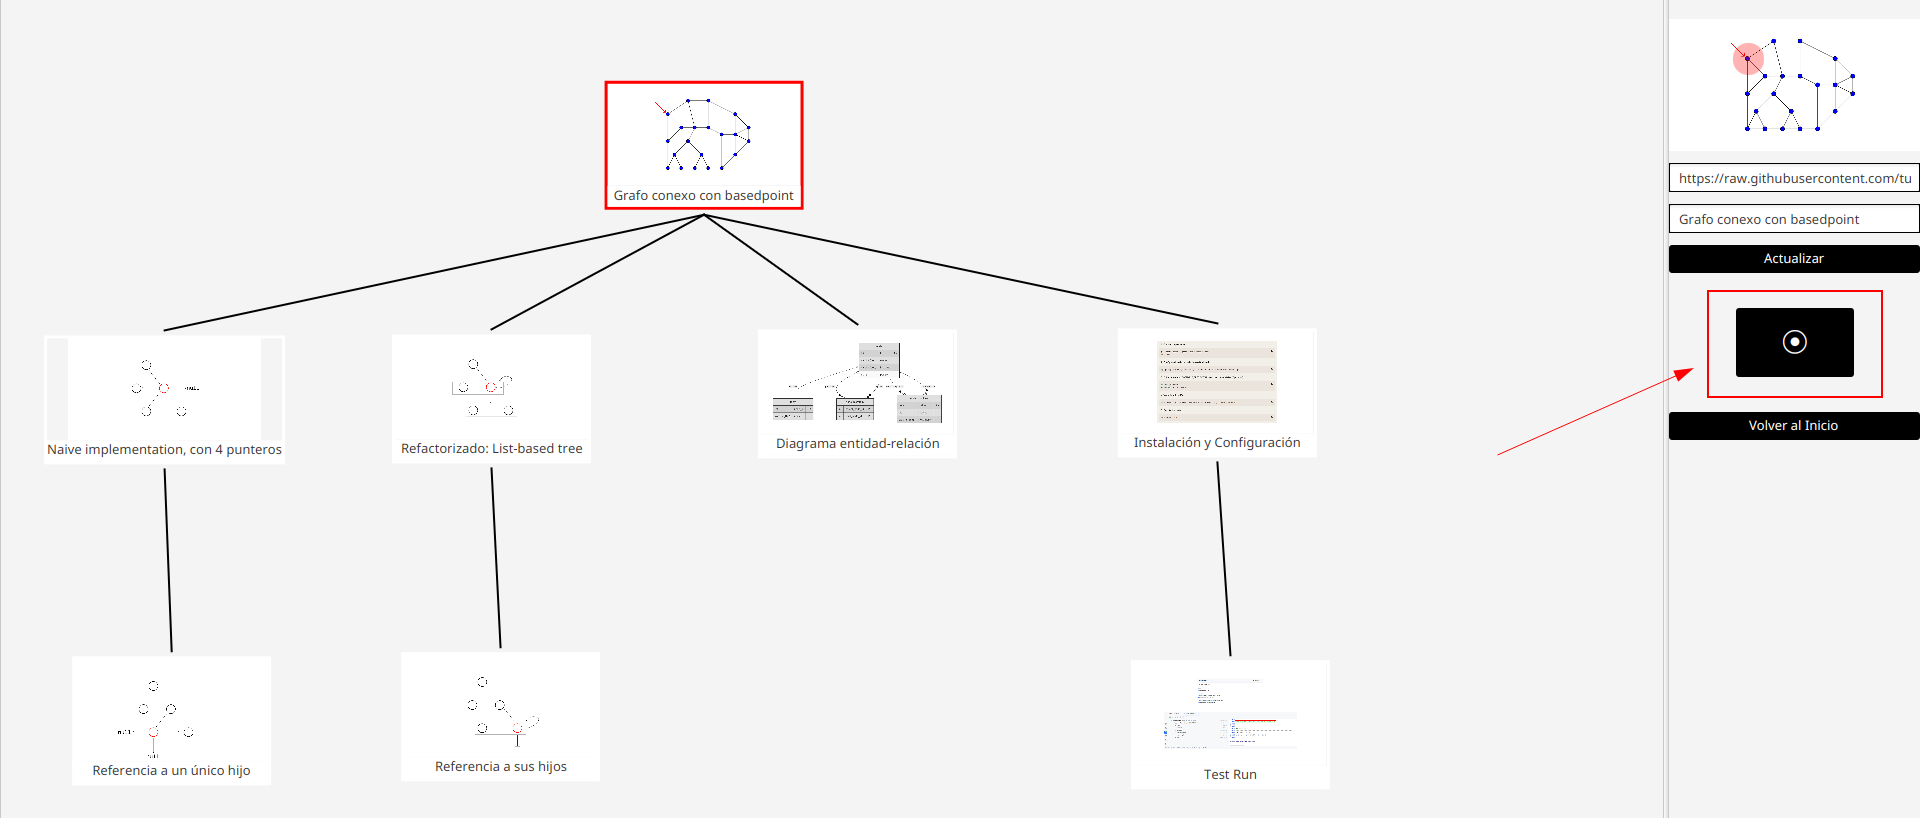 Grafo conexo con basedpoint
Naive implementation, con 4 punteros
Refactorizado: List-based tree
Diagrama entidad-relación
Instalación y Configuración
null
Referencia a un único hijo
Referencia a sus hijos
Test Run
https://raw.githubusercontent.com/tu
Grafo conexo con basedpoint
Actualizar
Volver al Inicio